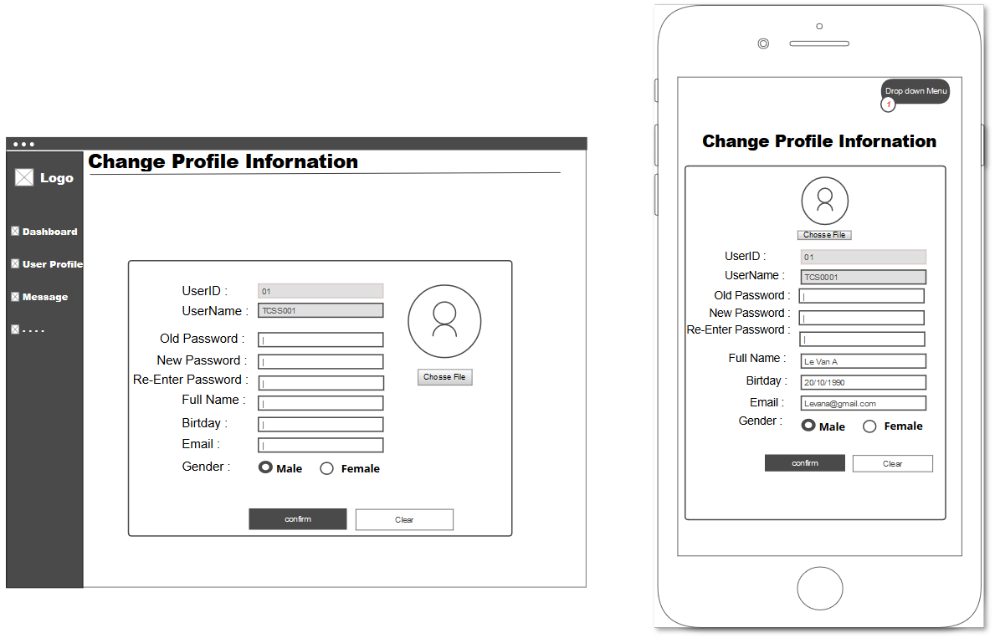 Change Profile Infornation
Logo
Dashboard
User Profile
Message
- - - -
UserID : 01
UserName : TCSS001
Old Password : |
New Password : |
Re-Enter Password : |
Full Name : |
Birtday : |
Email : |
Gender : Male Female
Chosse File
confirm Clear
Drop down Menu
1
Change Profile Infornation
Chosse File
UserID : 01
UserName : TCS0001
Old Password : |
New Password : |
Re-Enter Password : |
Full Name : Le Van A
Birtday : 20/10/1990
Email : Levana@gmail.com
Gender : Male Female
confirm Clear